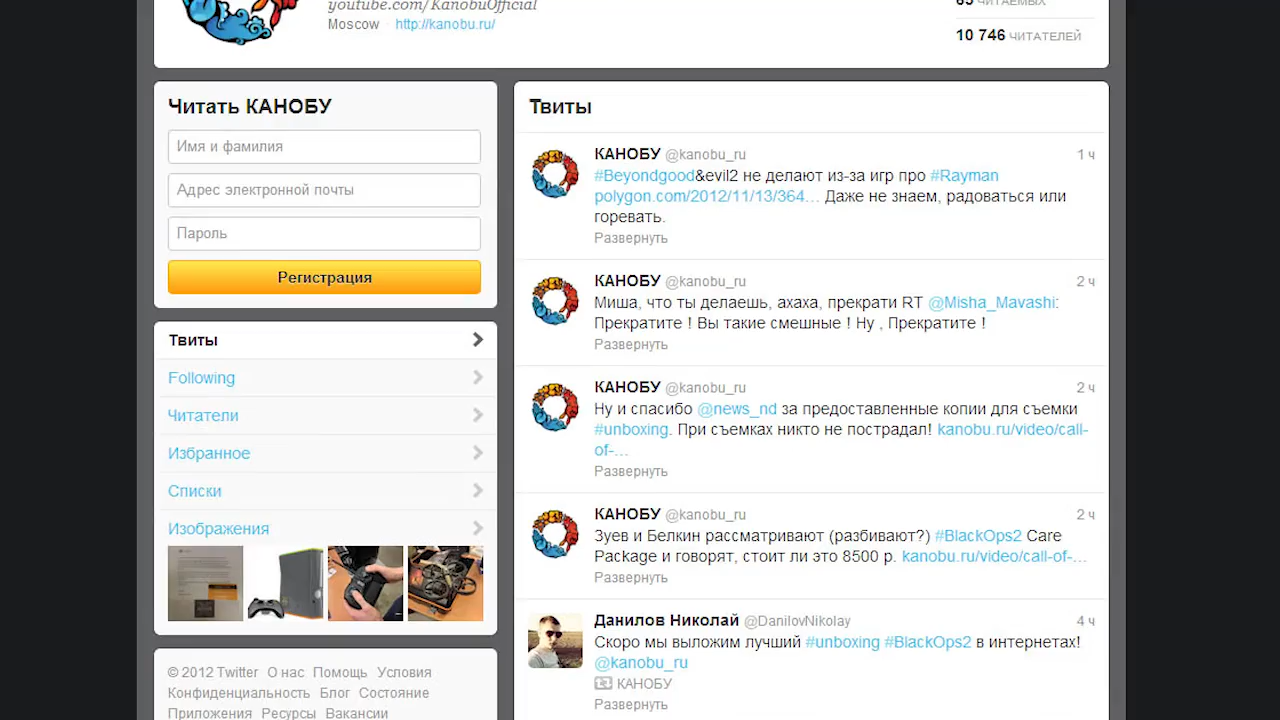 youtube.com/KanobuOfficial
Moscow · http://kanobu.ru/
65 ЧИТАЕМЫХ
10 746 ЧИТАТЕЛЕЙ
Читать КАНОБУ
Имя и фамилия
Адрес электронной почты
Пароль
Регистрация
Твиты
Following
Читатели
Избранное
Списки
Изображения
© 2012 Twitter О нас Помощь Условия
Конфиденциальность Блог Состояние
Приложения Ресурсы Вакансии
Твиты
КАНОБУ @kanobu_ru 1 ч
#Beyondgood&evil2 не делают из-за игр про #Rayman
polygon.com/2012/11/13/364… Даже не знаем, радоваться или
горевать.
Развернуть
КАНОБУ @kanobu_ru 2 ч
Миша, что ты делаешь, ахаха, прекрати RT @Misha_Mavashi:
Прекратите ! Вы такие смешные ! Ну , Прекратите !
Развернуть
КАНОБУ @kanobu_ru 2 ч
Ну и спасибо @news_nd за предоставленные копии для съемки
#unboxing. При съемках никто не пострадал! kanobu.ru/video/call-
of-…
Развернуть
КАНОБУ @kanobu_ru 2 ч
Зуев и Белкин рассматривают (разбивают?) #BlackOps2 Care
Package и говорят, стоит ли это 8500 р. kanobu.ru/video/call-of-…
Развернуть
Данилов Николай @DanilovNikolay 4 ч
Скоро мы выложим лучший #unboxing #BlackOps2 в интернетах!
@kanobu_ru
КАНОБУ
Развернуть